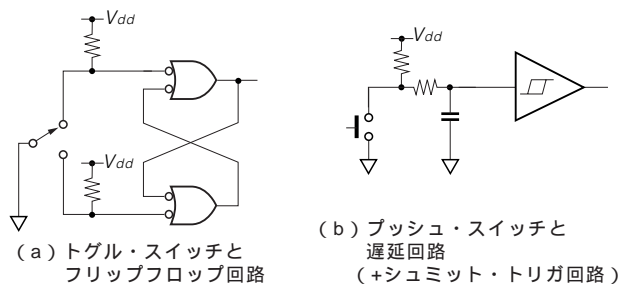 Vdd
Vdd
Vdd
（a）トグル・スイッチと
フリップフロップ回路
（b）プッシュ・スイッチと
遅延回路
（+シュミット・トリガ回路）